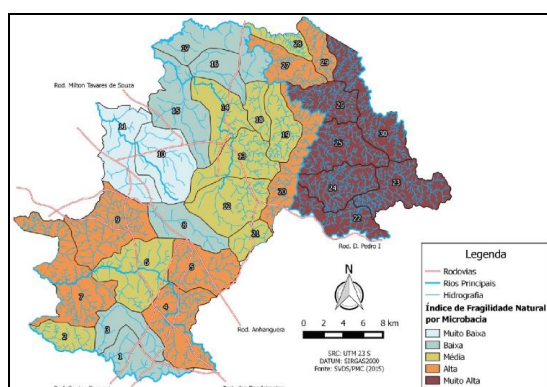 17
16
28
27
29
Rod. Milton Tavares de Souza
15
14
18
26
11
10
19
25
30
13
24
23
20
9
12
22
8
21
Rod. D. Pedro I
6
5
7
4
2
3
1
Rod. Anhanguera
N
0 2 4 6 8 km
SRC: UTM 23 S
DATUM: SIRGAS2000
Fonte: SVDS/PMC (2015)
Legenda
Rodovias
Rios Principais
Hidrografia
Índice de Fragilidade Natural
por Microbacia
Muito Baixa
Baixa
Média
Alta
Muito Alta